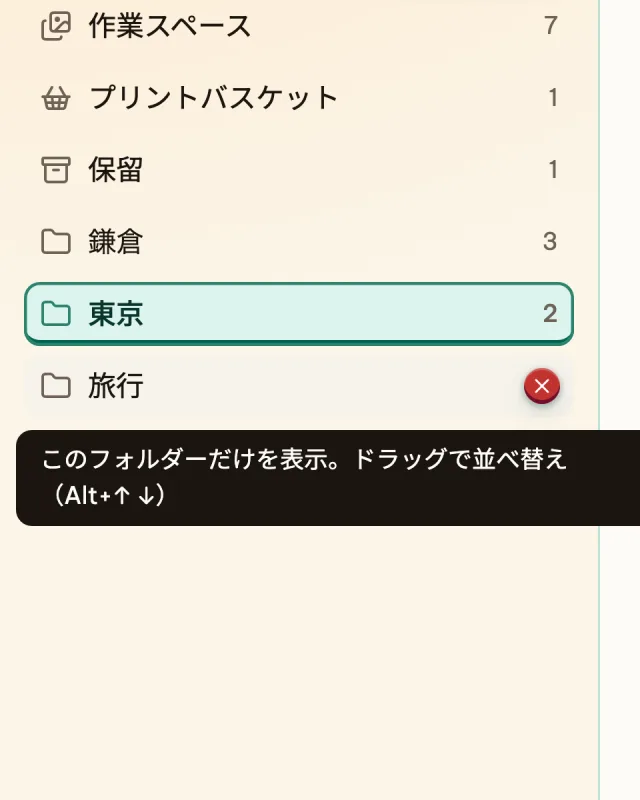 作業スペース 7
プリントバスケット 1
保留 1
鎌倉 3
東京 2
旅行
このフォルダーだけを表示。ドラッグで並べ替え
（Alt+↑↓）